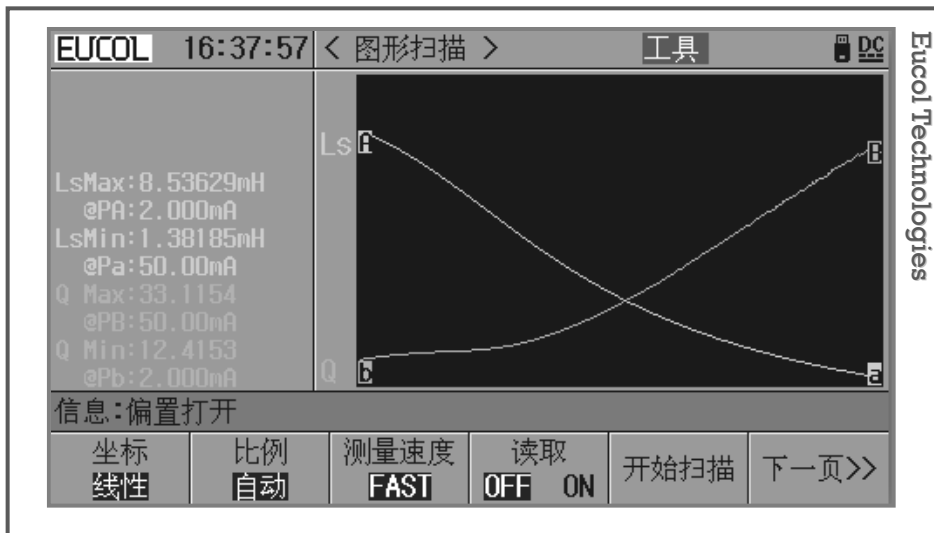 EUCOL 16:37:57 < 图形扫描 > 工具 DC
Ls A B
LsMax:8.53629mH
@PA:2.000mA
LsMin:1.38185mH
@Pa:50.00mA
Q Max:33.1154
@PB:50.00mA
Q Min:12.4153
@Pb:2.000mA
Q b a
信息:偏置打开
坐标 比例 测量速度 读取 开始扫描 下一页>>
线性 自动 FAST OFF ON
Eucol Technologies